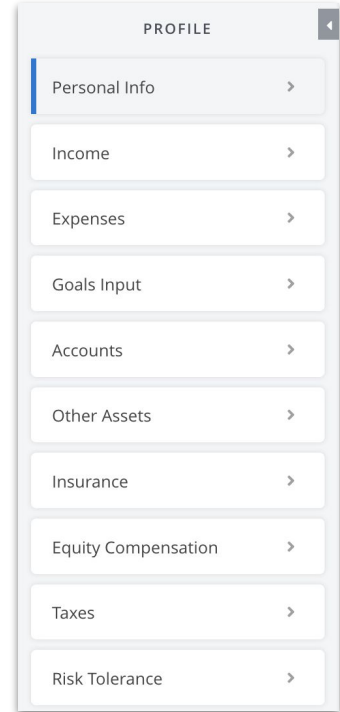 PROFILE
Personal Info
Income
Expenses
Goals Input
Accounts
Other Assets
Insurance
Equity Compensation
Taxes
Risk Tolerance